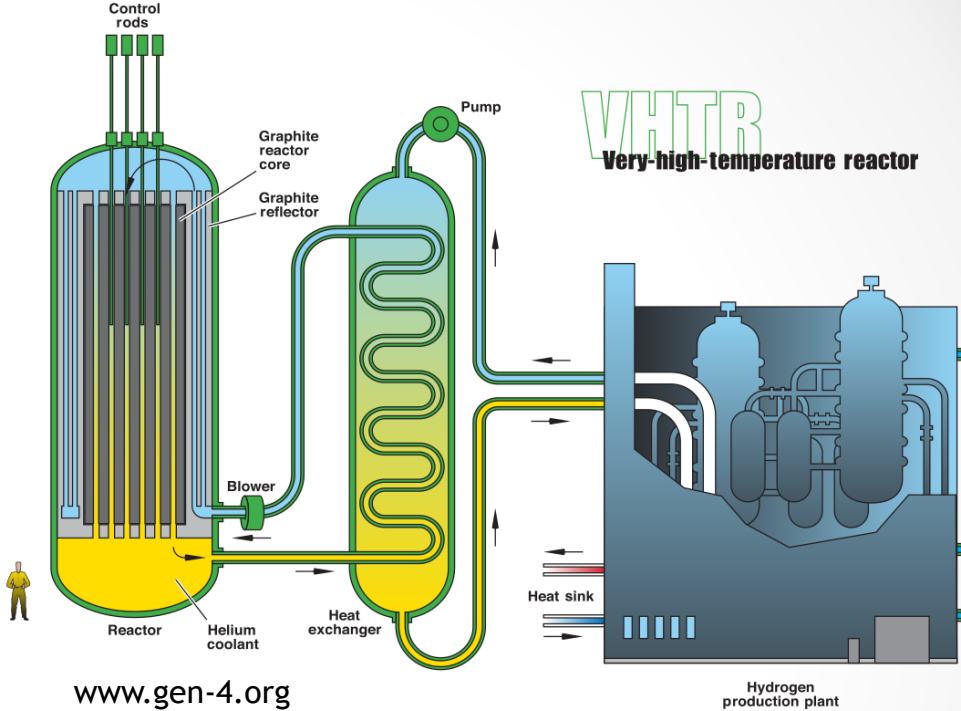 Control
rods
Pump
VHTR
Very-high-temperature reactor
Graphite
reactor
core
Graphite
reflector
Blower
Heat sink
Reactor
Helium
coolant
Heat
exchanger
Hydrogen
production plant
www.gen-4.org